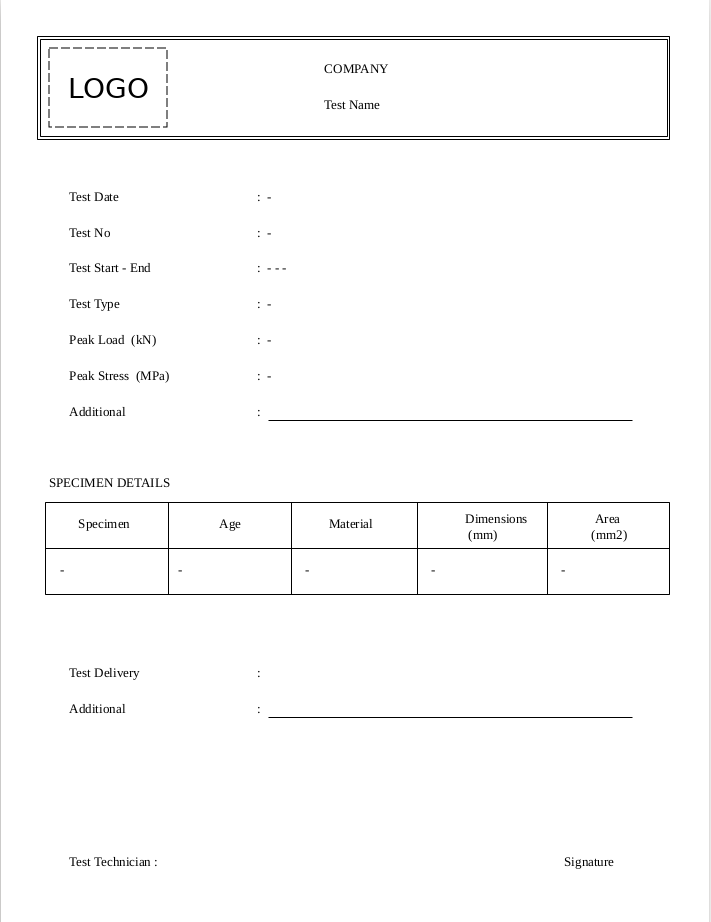 LOGO
COMPANY
Test Name
Test Date : -
Test No : -
Test Start - End : - - -
Test Type : -
Peak Load (kN) : -
Peak Stress (MPa) : -
Additional :
SPECIMEN DETAILS
Specimen Age Material Dimensions (mm) Area (mm2)
- - - - -
Test Delivery :
Additional :
Test Technician : Signature